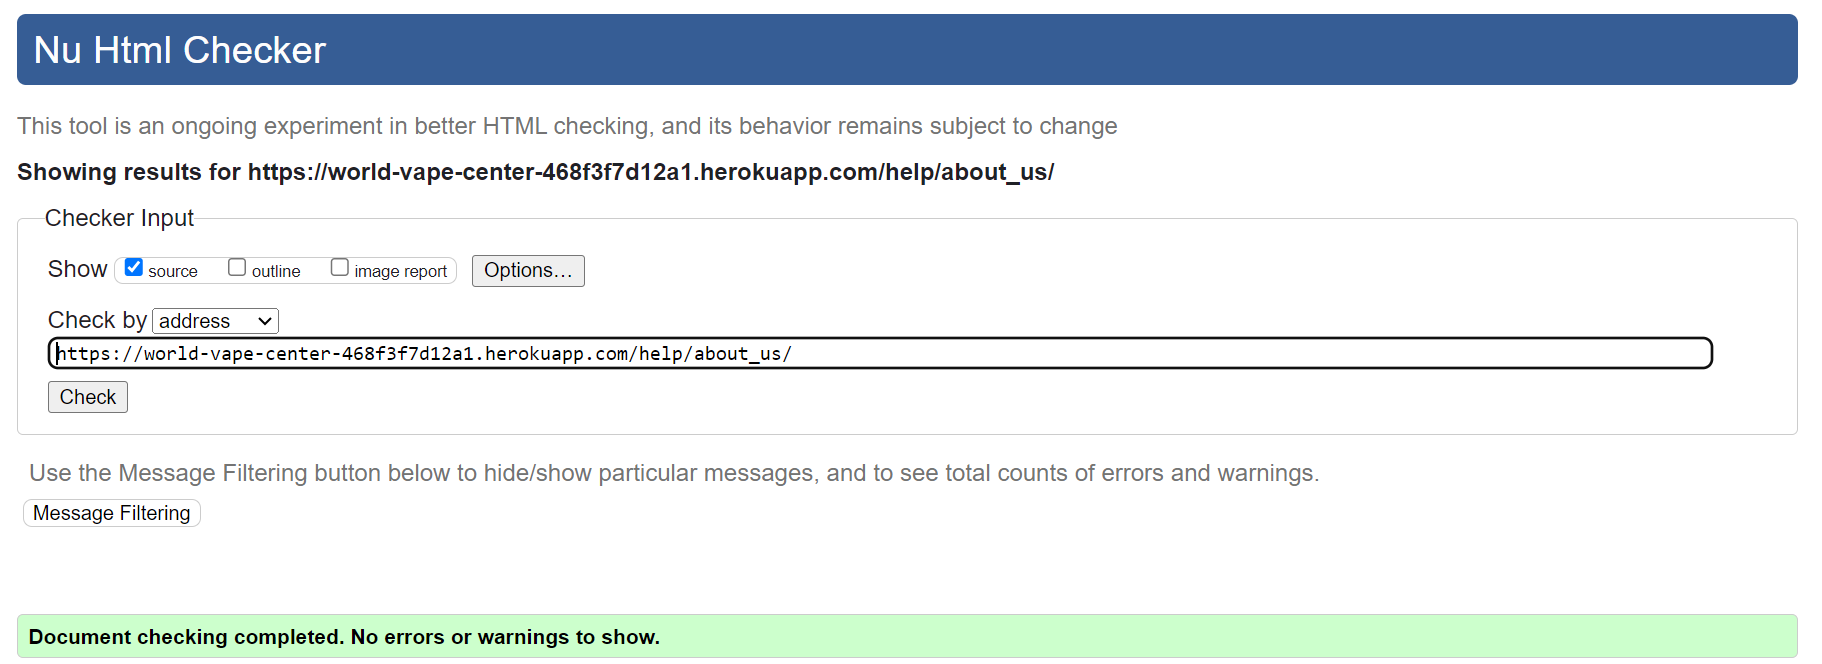 Nu Html Checker
This tool is an ongoing experiment in better HTML checking, and its behavior remains subject to change
Showing results for https://world-vape-center-468f3f7d12a1.herokuapp.com/help/about_us/
Checker Input
Show source outline image report Options...
Check by address
https://world-vape-center-468f3f7d12a1.herokuapp.com/help/about_us/
Check
Use the Message Filtering button below to hide/show particular messages, and to see total counts of errors and warnings.
Message Filtering
Document checking completed. No errors or warnings to show.